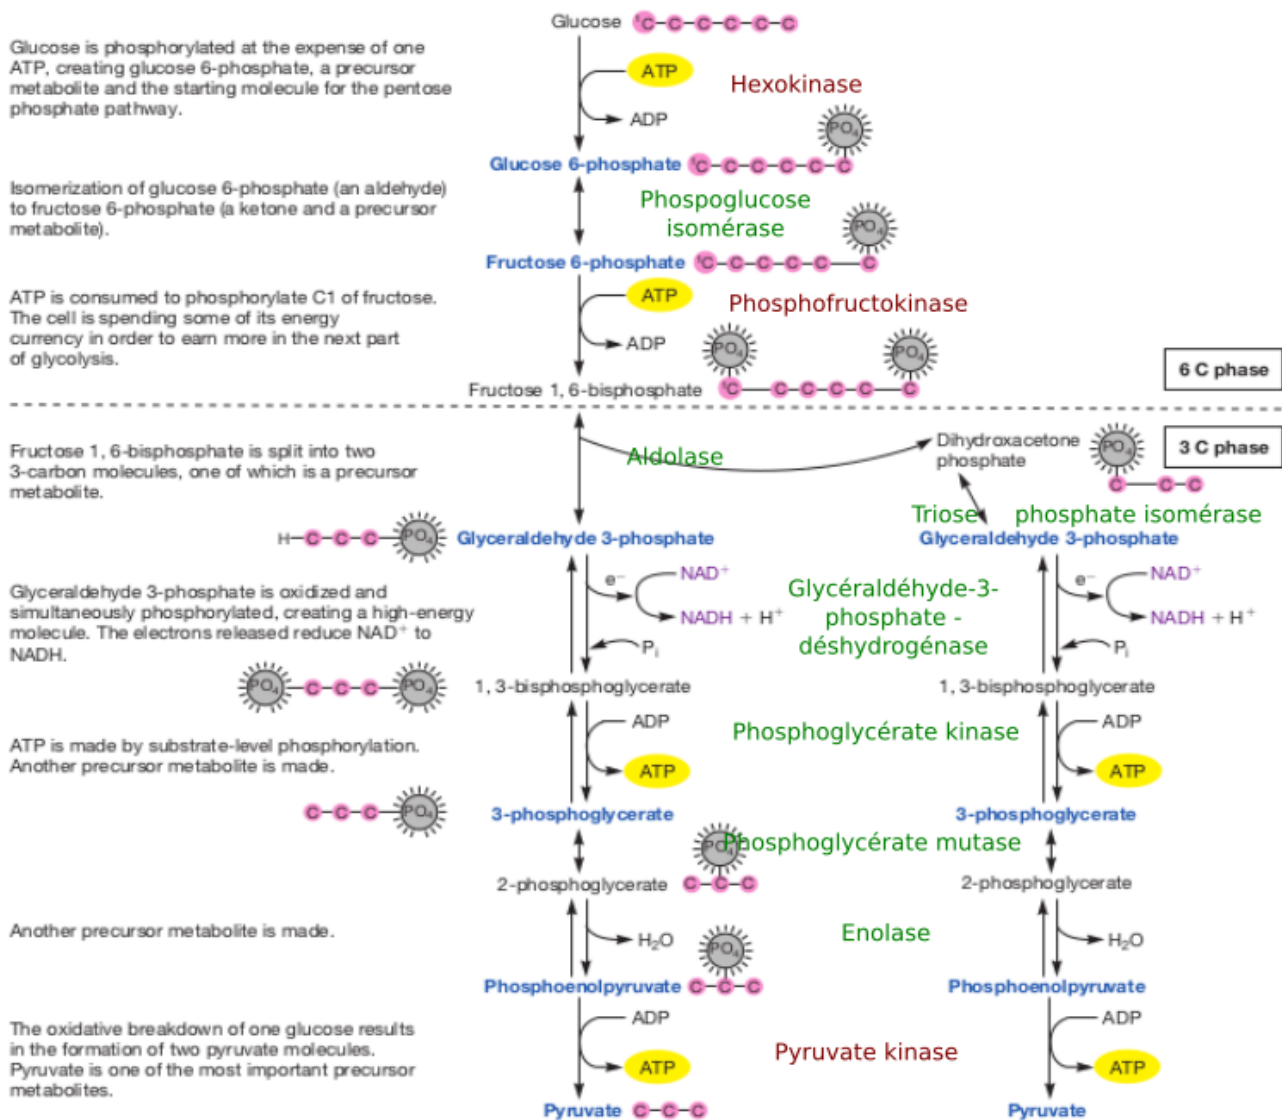 Glucose ¹C-C-C-C-C-C
Glucose is phosphorylated at the expense of one
ATP, creating glucose 6-phosphate, a precursor
metabolite and the starting molecule for the pentose
phosphate pathway.
ATP
Hexokinase
ADP
PO₄
Glucose 6-phosphate ¹C-C-C-C-C-C
Isomerization of glucose 6-phosphate (an aldehyde)
to fructose 6-phosphate (a ketone and a precursor
metabolite).
Phospoglucose
isomérase
PO₄
Fructose 6-phosphate ¹C-C-C-C-C-C
ATP is consumed to phosphorylate C1 of fructose.
The cell is spending some of its energy
currency in order to earn more in the next part
of glycolysis.
ATP
Phosphofructokinase
ADP
PO₄ PO₄
Fructose 1, 6-bisphosphate ¹C-C-C-C-C-C
6 C phase
3 C phase
Fructose 1, 6-bisphosphate is split into two
3-carbon molecules, one of which is a precursor
metabolite.
Aldolase
Dihydroxacetone
phosphate
PO₄
C-C-C
Triose phosphate isomérase
H-C-C-C-PO₄
Glyceraldehyde 3-phosphate
Glyceraldehyde 3-phosphate
Glyceraldehyde 3-phosphate is oxidized and
simultaneously phosphorylated, creating a high-energy
molecule. The electrons released reduce NAD⁺ to
NADH.
e⁻ NAD⁺
NADH + H⁺
Pᵢ
Glycéraldéhyde-3-
phosphate -
déshydrogénase
e⁻ NAD⁺
NADH + H⁺
Pᵢ
PO₄-C-C-C-PO₄
1, 3-bisphosphoglycerate
1, 3-bisphosphoglycerate
ATP is made by substrate-level phosphorylation.
Another precursor metabolite is made.
ADP
ATP
Phosphoglycérate kinase
ADP
ATP
C-C-C-PO₄
3-phosphoglycerate
3-phosphoglycerate
Phosphoglycérate mutase
PO₄
2-phosphoglycerate C-C-C
2-phosphoglycerate
Another precursor metabolite is made.
H₂O
Enolase
H₂O
PO₄
Phosphoenolpyruvate C-C-C
Phosphoenolpyruvate
The oxidative breakdown of one glucose results
in the formation of two pyruvate molecules.
Pyruvate is one of the most important precursor
metabolites.
ADP
ATP
Pyruvate kinase
ADP
ATP
Pyruvate C-C-C
Pyruvate